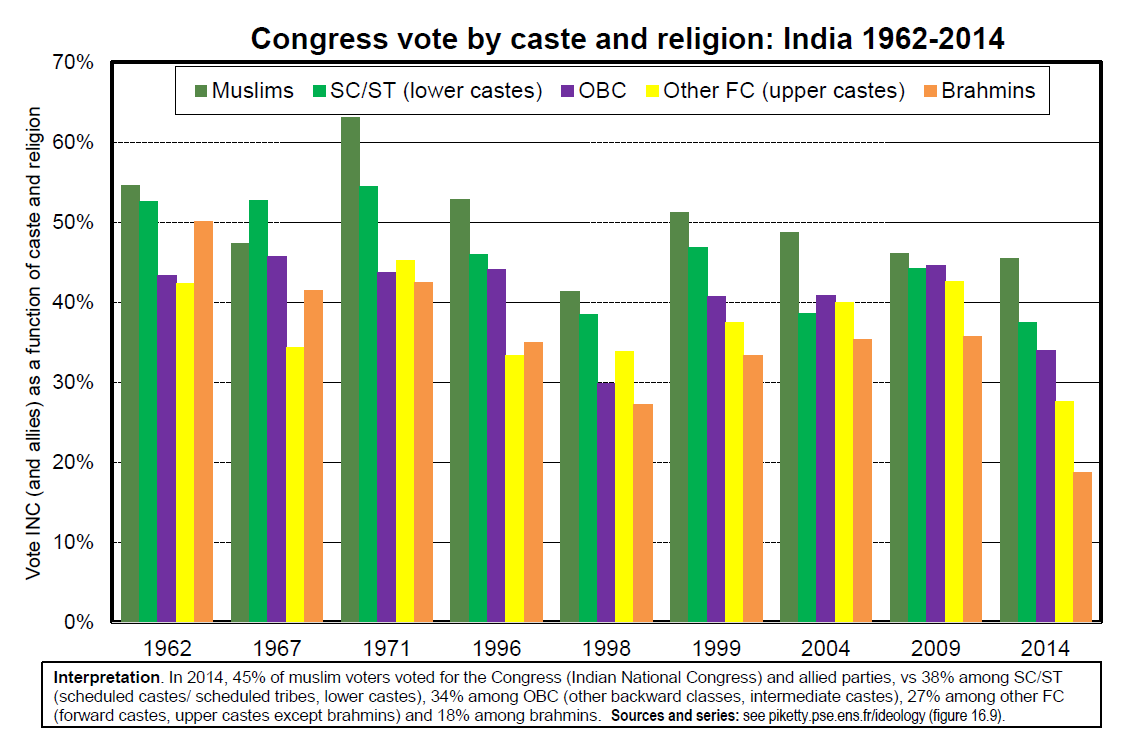 Congress vote by caste and religion: India 1962-2014
Vote INC (and allies) as a function of caste and religion
70%
60%
50%
40%
30%
20%
10%
0%
Muslims SC/ST (lower castes) OBC Other FC (upper castes) Brahmins
1962 1967 1971 1996 1998 1999 2004 2009 2014
Interpretation. In 2014, 45% of muslim voters voted for the Congress (Indian National Congress) and allied parties, vs 38% among SC/ST
(scheduled castes/ scheduled tribes, lower castes), 34% among OBC (other backward classes, intermediate castes), 27% among other FC
(forward castes, upper castes except brahmins) and 18% among brahmins. Sources and series: see piketty.pse.ens.fr/ideology (figure 16.9).